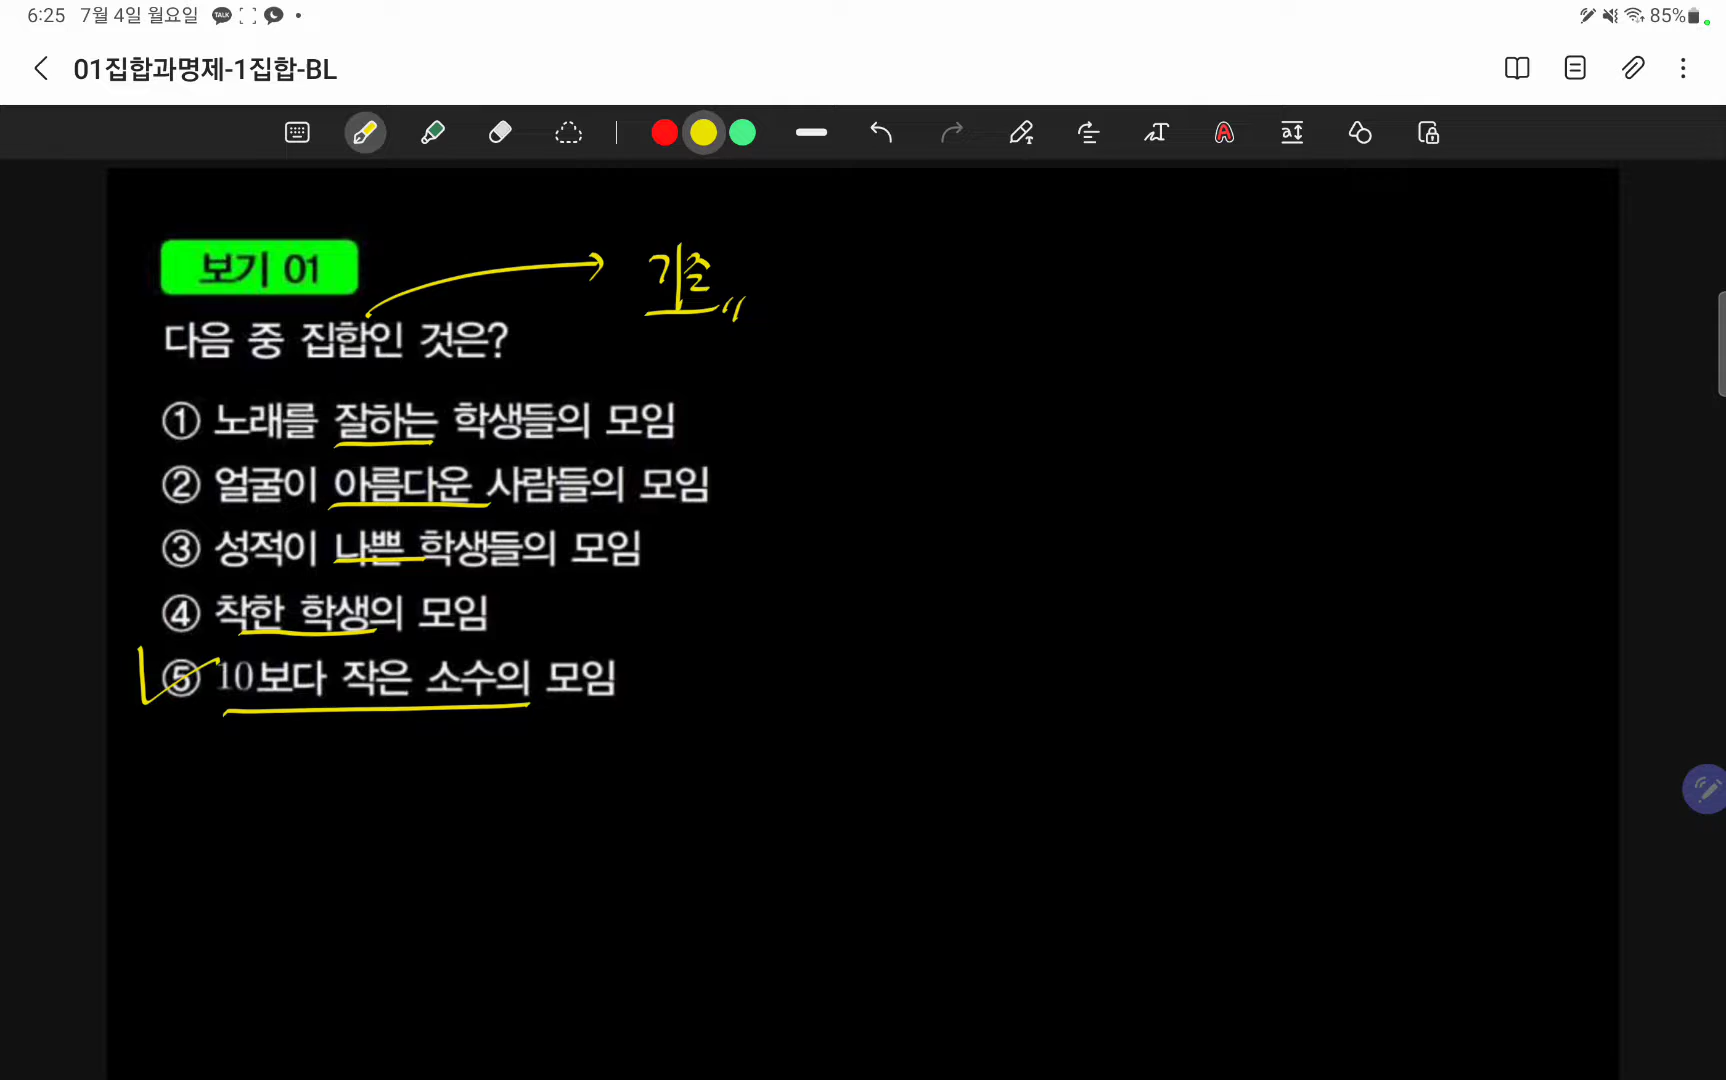 6:25 7월 4일 월요일 TALK 85%
01집합과명제-1집합-BL
보기 01
기준
다음 중 집합인 것은?
① 노래를 잘하는 학생들의 모임
② 얼굴이 아름다운 사람들의 모임
③ 성적이 나쁜 학생들의 모임
④ 착한 학생의 모임
⑤ 10보다 작은 소수의 모임